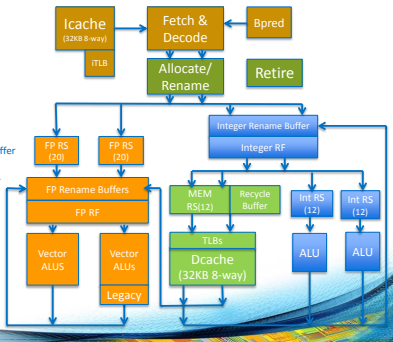 Icache
(32KB 8-way)
iTLB
Fetch &
Decode
Bpred
Allocate/
Rename
Retire
uffer
FP RS
(20)
FP RS
(20)
Integer Rename Buffer
Integer RF
FP Rename Buffers
FP RF
MEM
RS(12)
Recycle
Buffer
Int RS
(12)
Int RS
(12)
Vector
ALUS
Vector
ALUs
Legacy
TLBs
Dcache
(32KB 8-way)
ALU
ALU